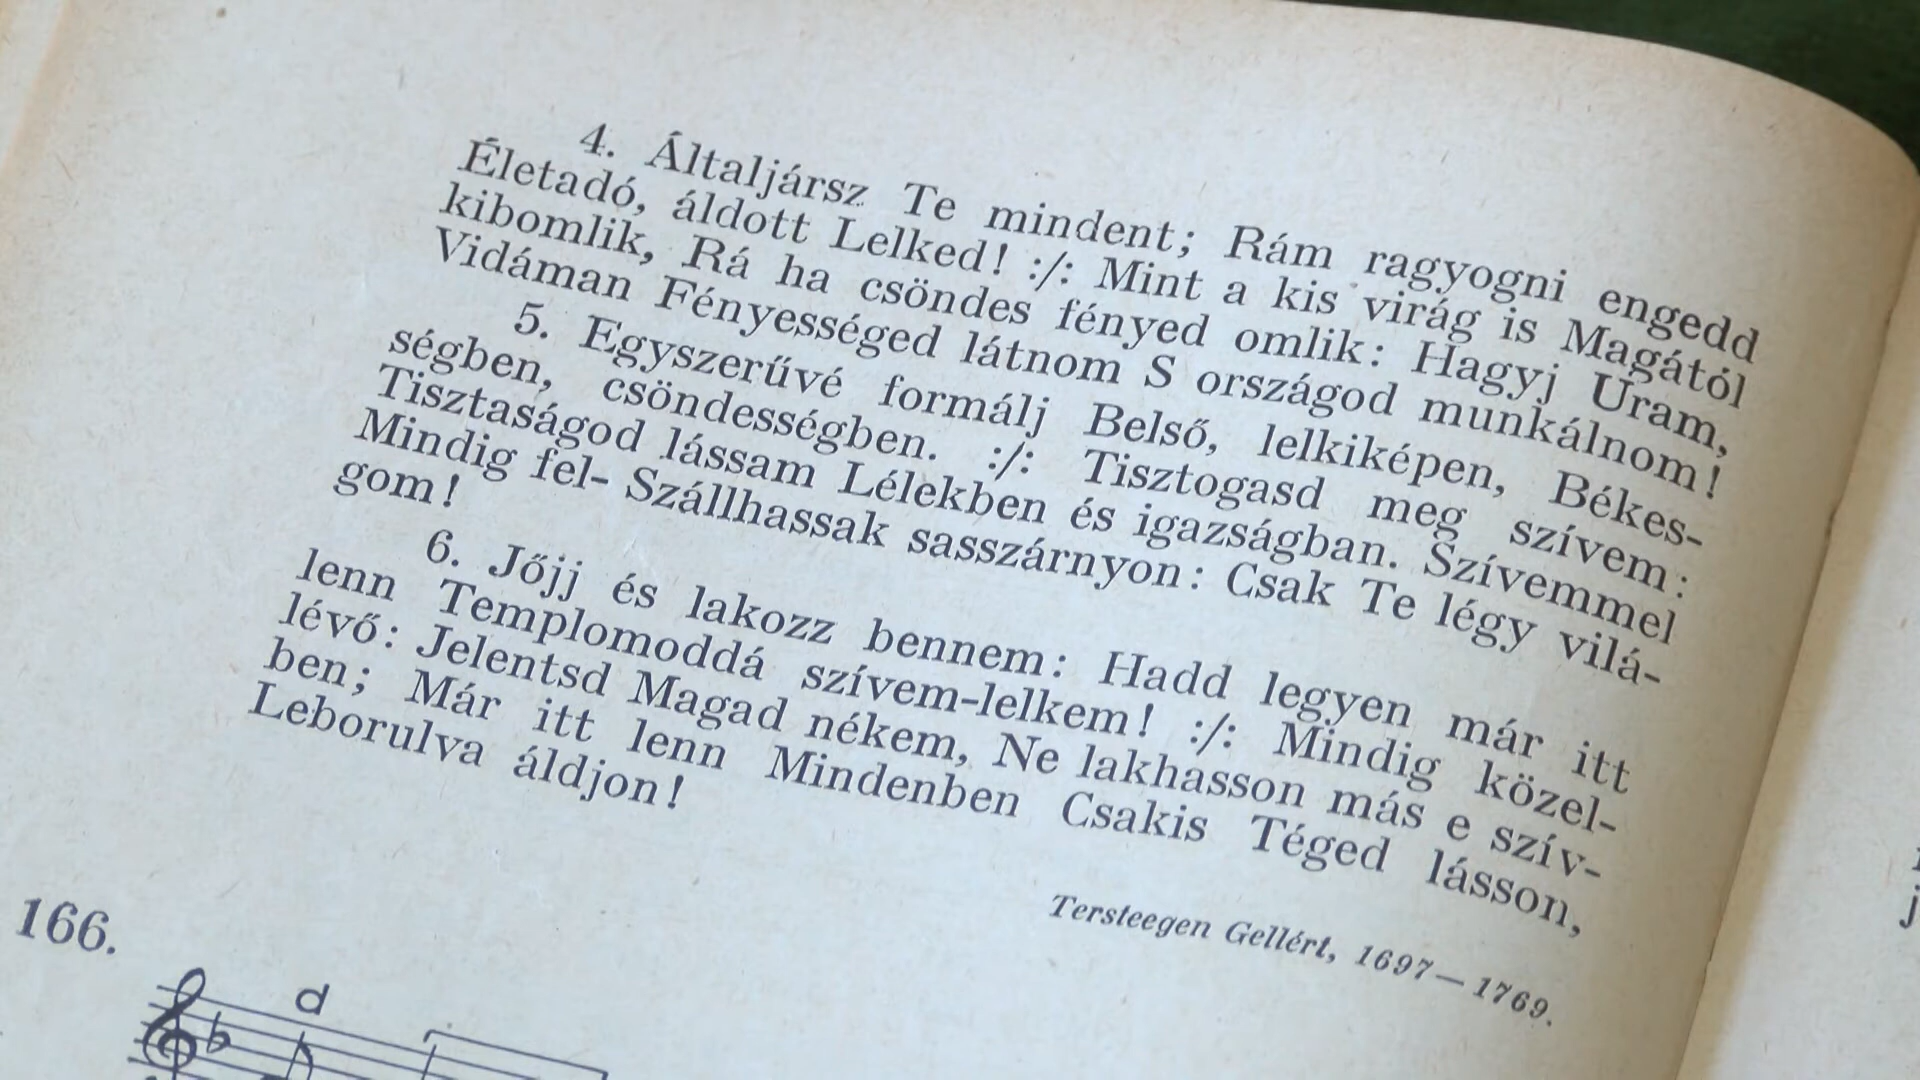 4. Általjársz Te mindent; Rám ragyogni engedd
Életadó, áldott Lelked! :/: Mint a kis virág is Magától
kibomlik, Rá ha csöndes fényed omlik: Hagyj Uram,
Vidáman Fényességed látnom S országod munkálnom!
5. Egyszerűvé formálj Belső, lelkiképen, Békes-
ségben, csöndességben. :/: Tisztogasd meg szívem:
Tisztaságod lássam Lélekben és igazságban. Szívemmel
Mindig fel- Szállhassak sasszárnyon: Csak Te légy vilá-
gom!
6. Jőjj és lakozz bennem: Hadd legyen már itt
lenn Templomoddá szívem-lelkem! :/: Mindig közel-
lévő: Jelentsd Magad nékem, Ne lakhasson más e szív-
ben; Már itt lenn Mindenben Csakis Téged lásson,
Leborulva áldjon!
Tersteegen Gellért, 1697—1769.
166.
d